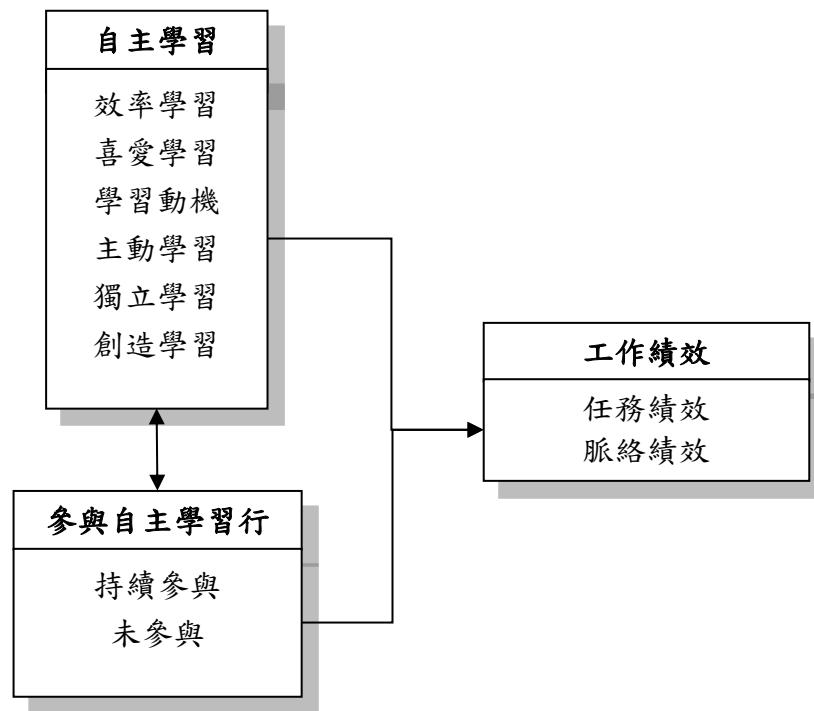 自主學習
效率學習
喜愛學習
學習動機
主動學習
獨立學習
創造學習
工作績效
任務績效
脈絡績效
參與自主學習行
持續參與
未參與